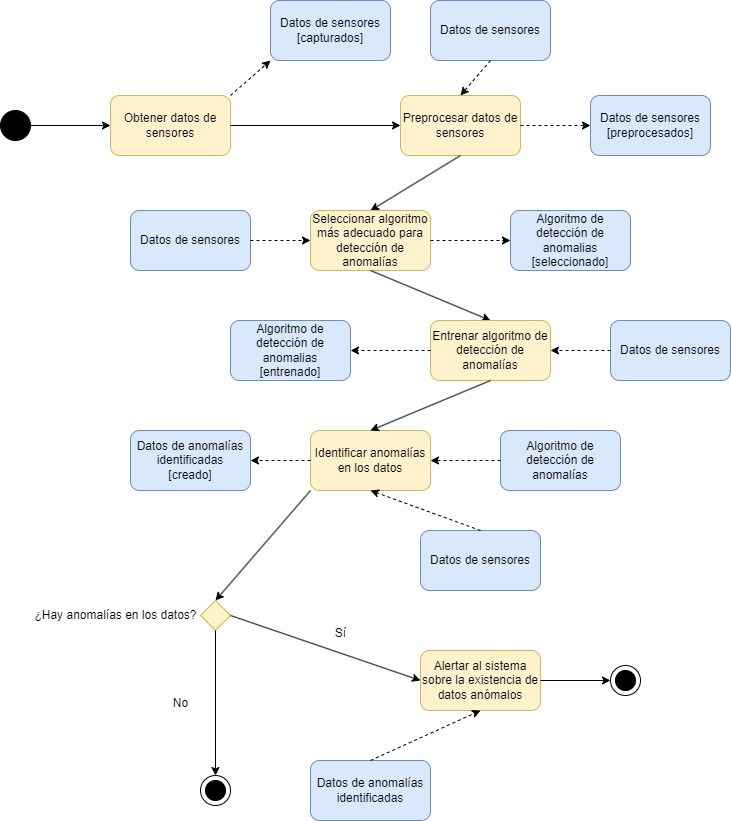 Datos de sensores
[capturados]
Datos de sensores
Obtener datos de
sensores
Preprocesar datos de
sensores
Datos de sensores
[preprocesados]
Datos de sensores
Seleccionar algoritmo
más adecuado para
detección de
anomalías
Algoritmo de
detección de
anomalias
[seleccionado]
Algoritmo de
detección de
anomalias
[entrenado]
Entrenar algoritmo de
detección de
anomalías
Datos de sensores
Datos de anomalías
identificadas
[creado]
Identificar anomalías
en los datos
Algoritmo de
detección de
anomalías
Datos de sensores
¿Hay anomalías en los datos?
Sí
Alertar al sistema
sobre la existencia de
datos anómalos
No
Datos de anomalías
identificadas